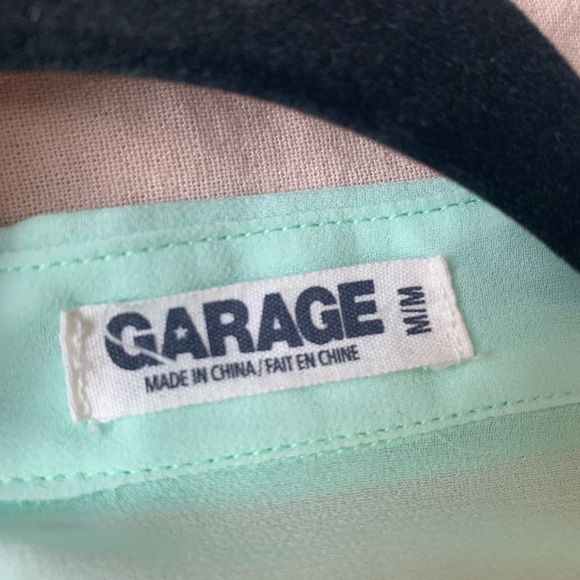 GARAGE
M/M
MADE IN CHINA / FAIT EN CHINE